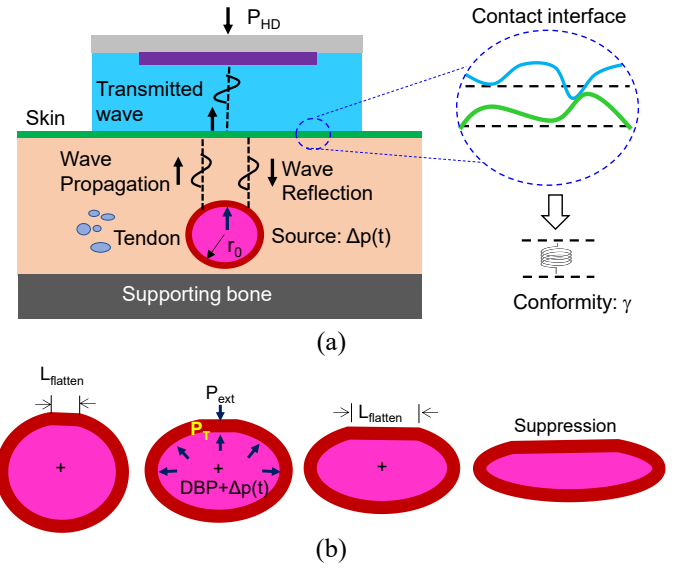 P_HD
Contact interface
Transmitted
wave
Skin
Wave
Propagation
Wave
Reflection
Tendon
r_0
Source: Δp(t)
Supporting bone
Conformity: γ
(a)
L_flatten
P_ext
L_flatten
Suppression
P_T
+
+
+
DBP+Δp(t)
(b)